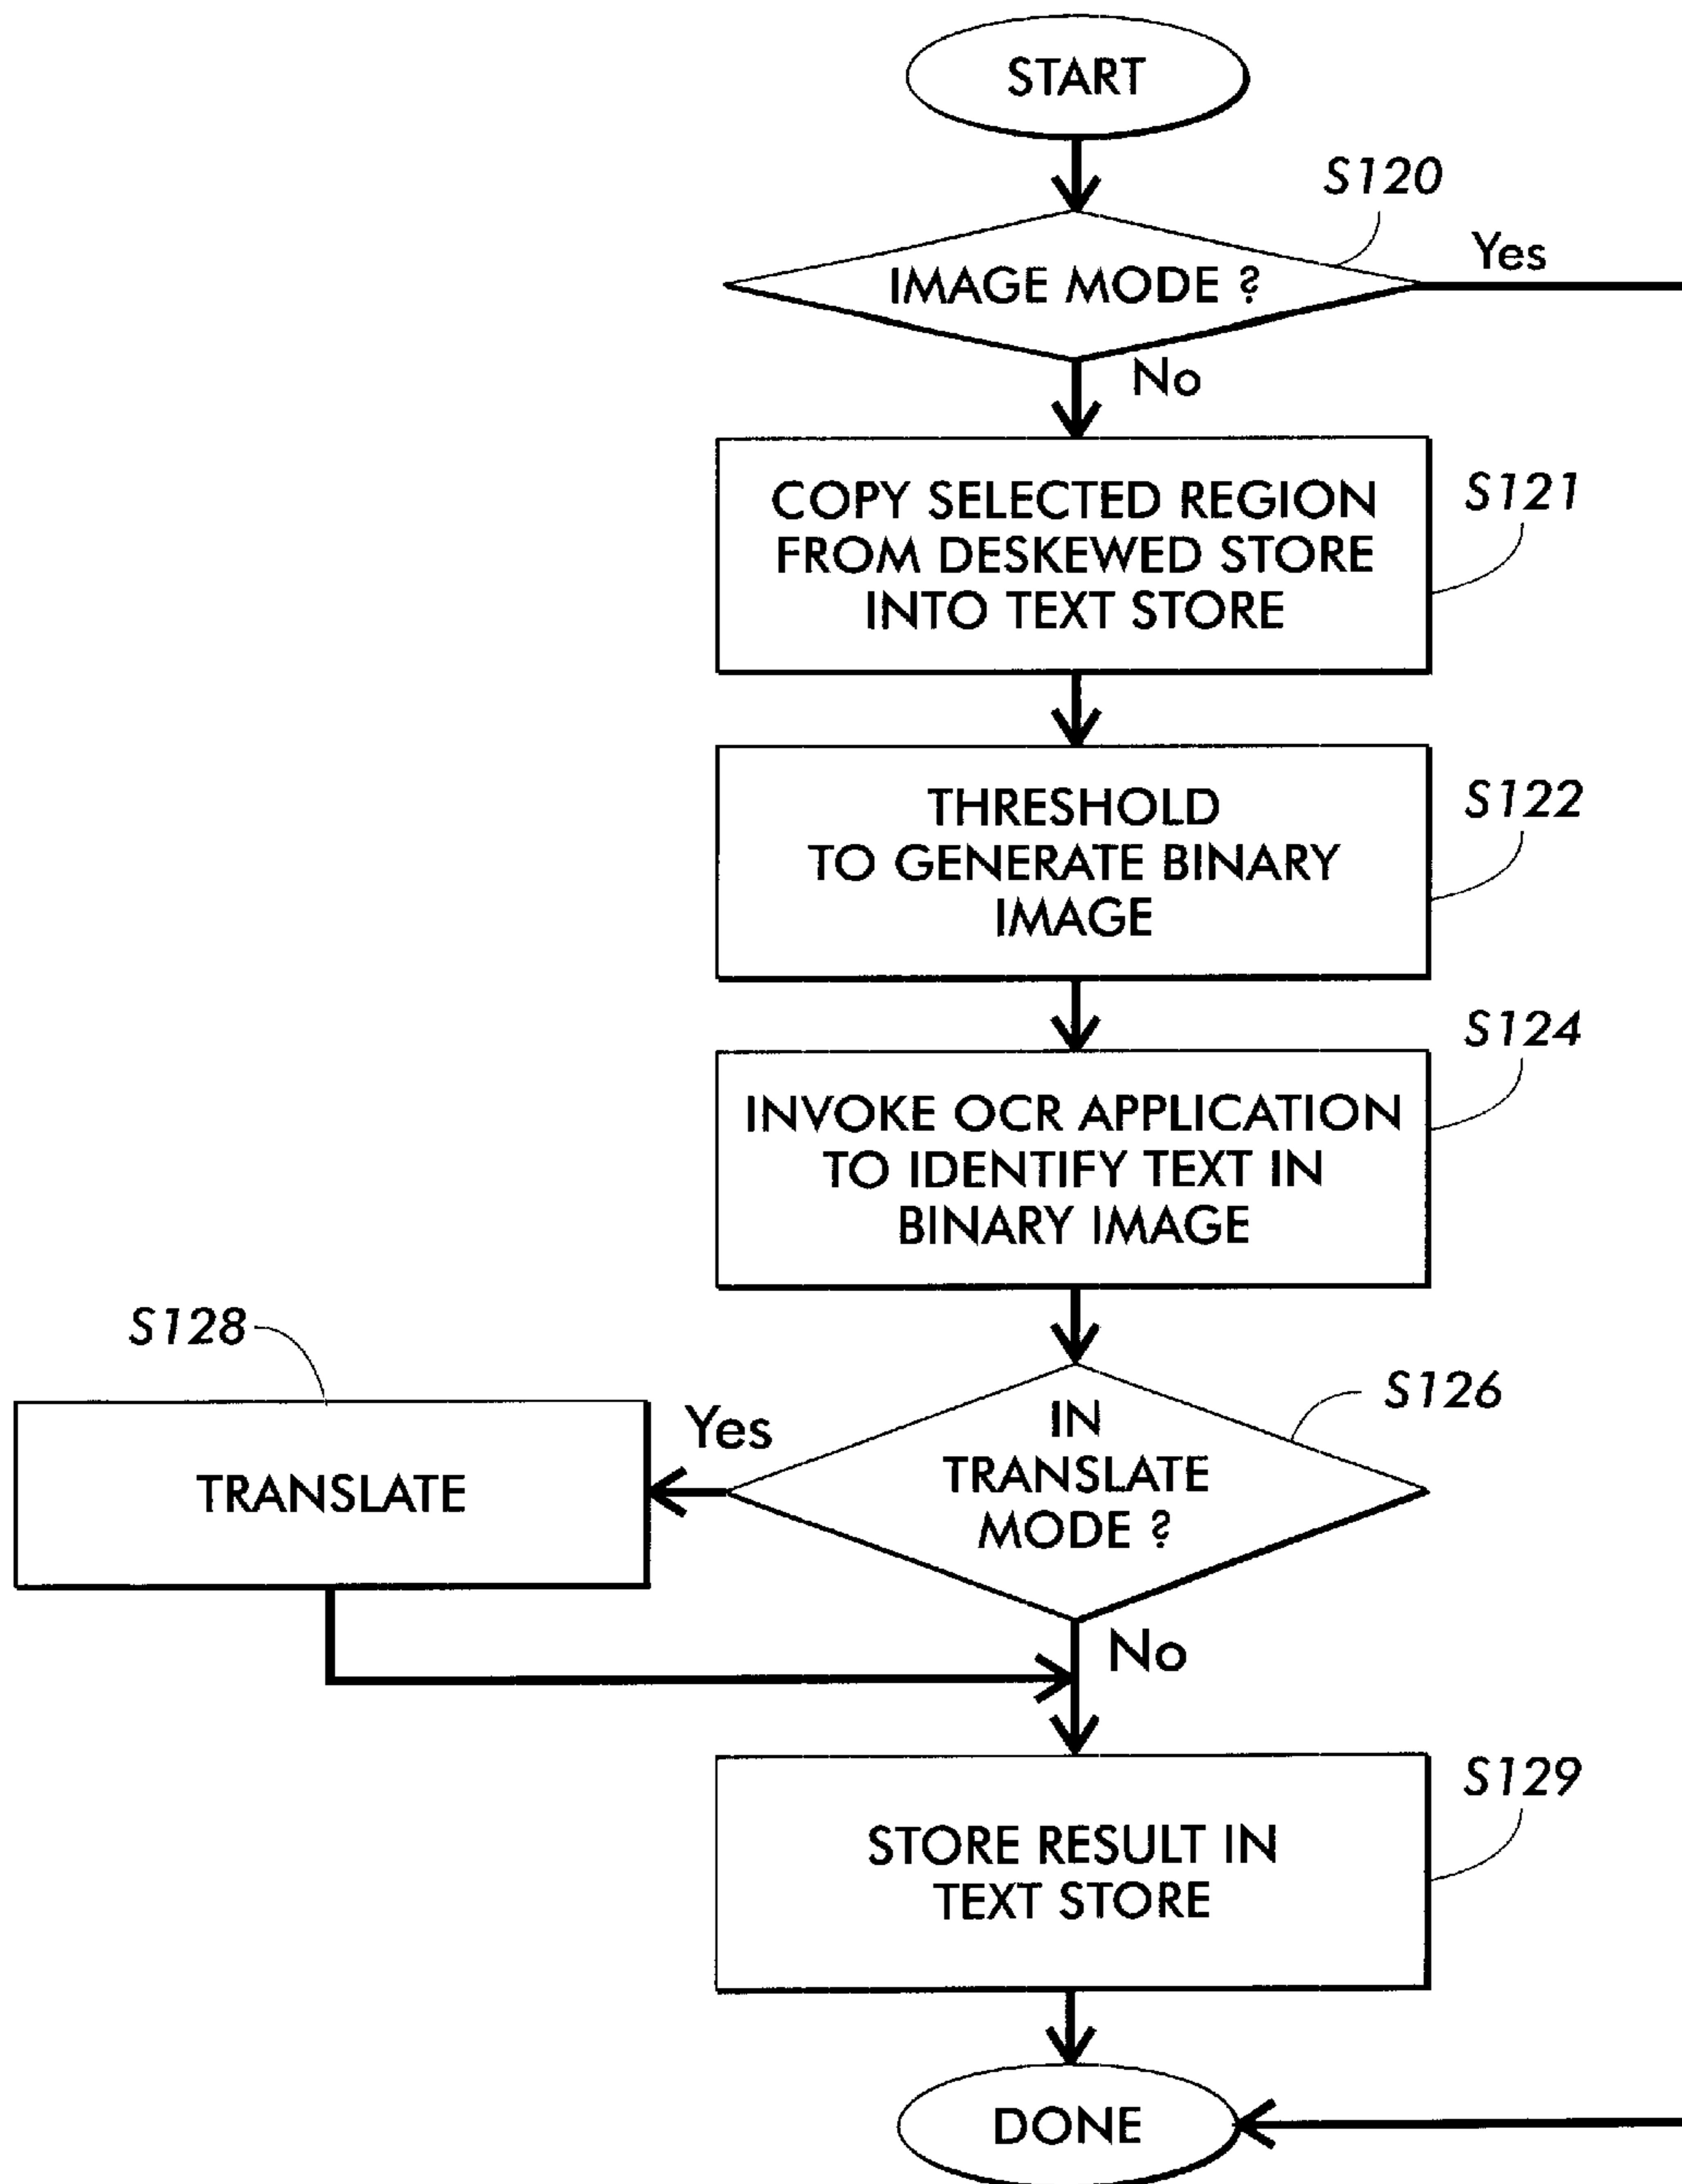 START
S120
IMAGE MODE ?
Yes
No
COPY SELECTED REGION
FROM DESKEWED STORE
INTO TEXT STORE
S121
THRESHOLD
TO GENERATE BINARY
IMAGE
S122
INVOKE OCR APPLICATION
TO IDENTIFY TEXT IN
BINARY IMAGE
S124
S128
TRANSLATE
Yes
IN
TRANSLATE
MODE ?
S126
No
STORE RESULT IN
TEXT STORE
S129
DONE